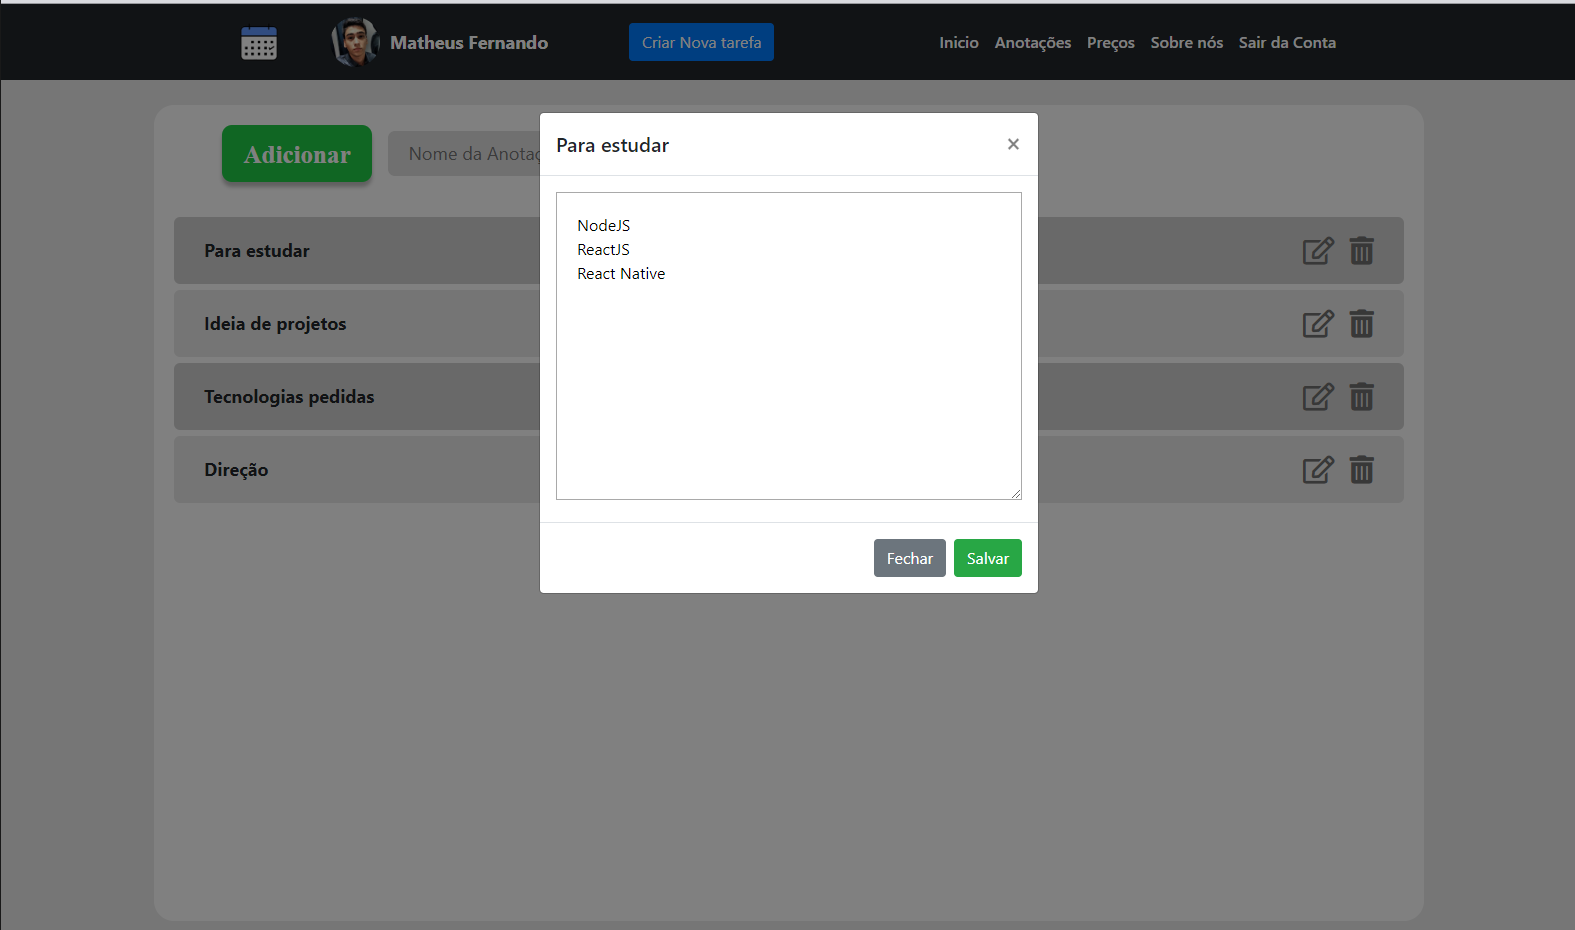 Matheus Fernando
Criar Nova tarefa
Inicio
Anotações
Preços
Sobre nós
Sair da Conta
Adicionar
Nome da Anotaç
Para estudar
×
NodeJS
ReactJS
React Native
Fechar
Salvar
Para estudar
Ideia de projetos
Tecnologias pedidas
Direção